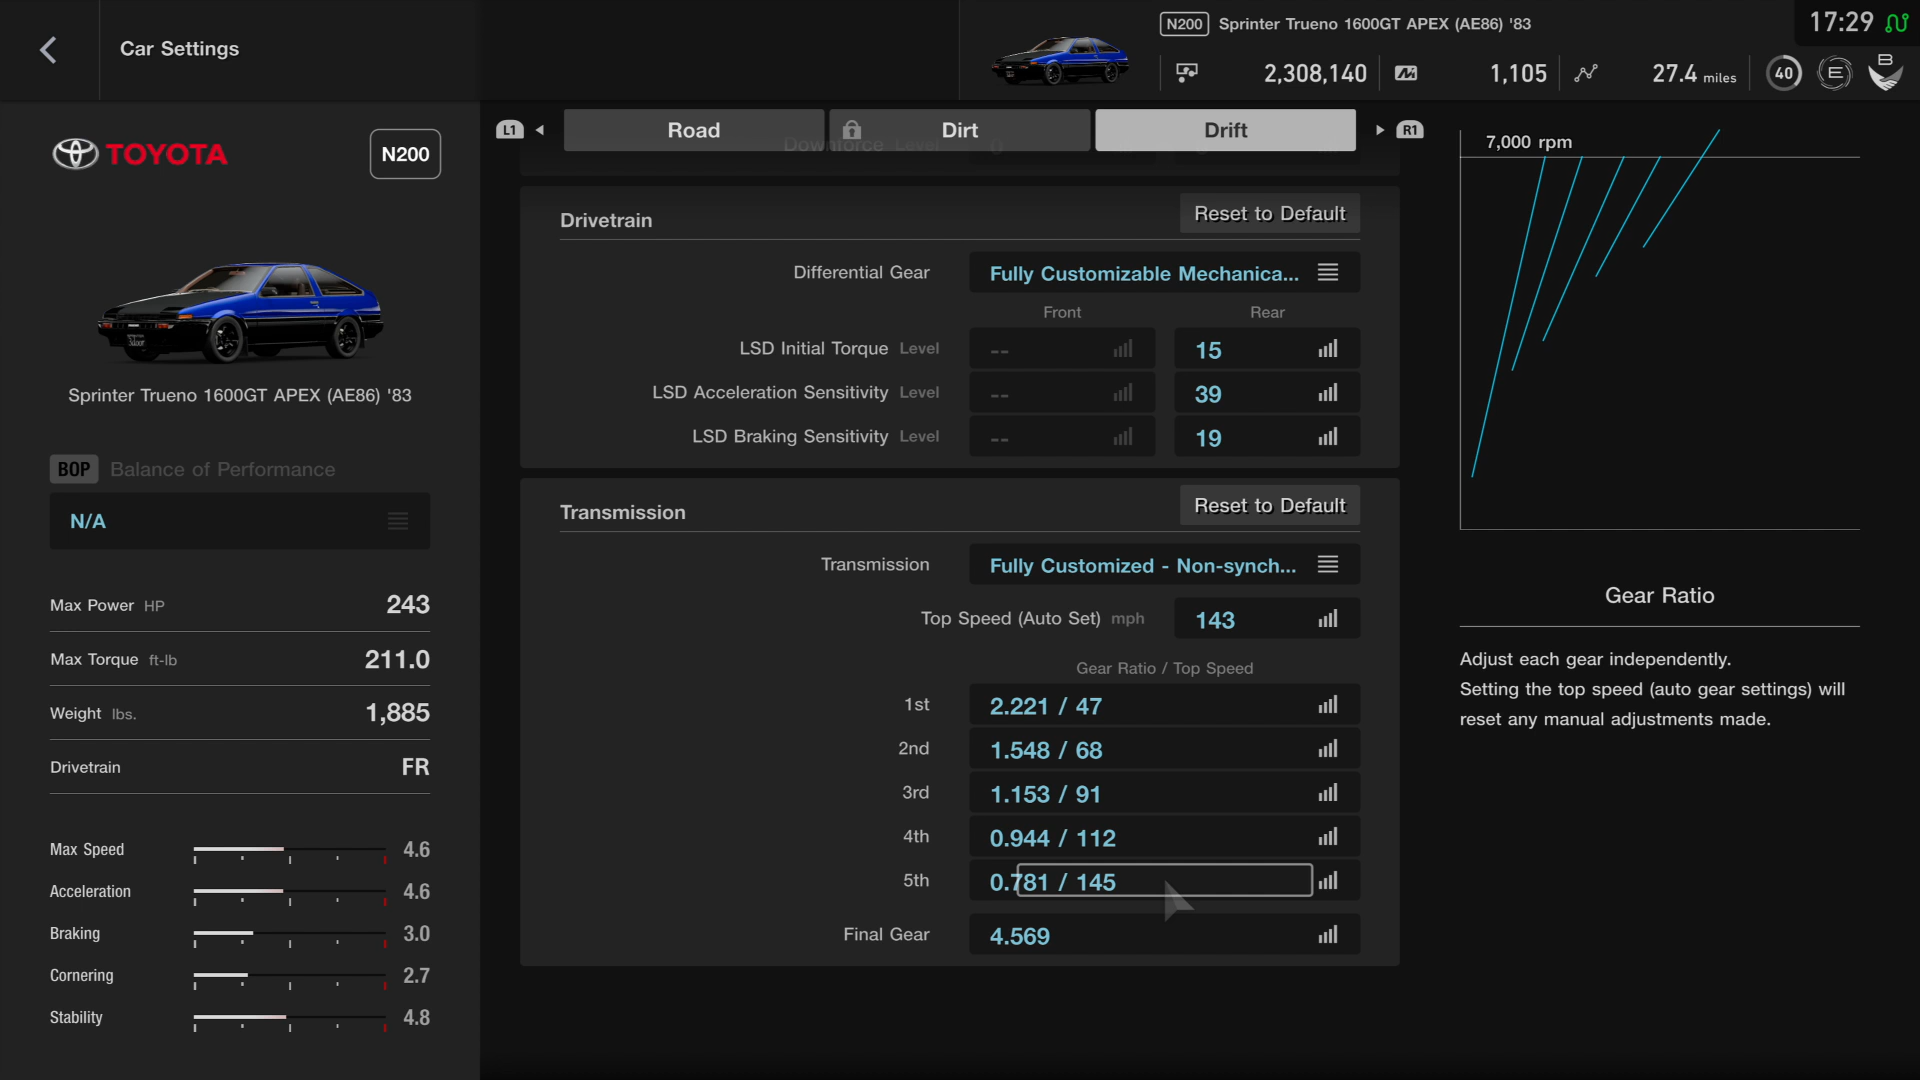 Car Settings
N200 Sprinter Trueno 1600GT APEX (AE86) '83
17:29
2,308,140
1,105
27.4 miles
40
E
B
TOYOTA
N200
Sprinter Trueno 1600GT APEX (AE86) '83
BOP Balance of Performance
N/A
Max Power HP 243
Max Torque ft-lb 211.0
Weight lbs. 1,885
Drivetrain FR
Max Speed 4.6
Acceleration 4.6
Braking 3.0
Cornering 2.7
Stability 4.8
L1 Road Dirt Drift R1
Downforce Level 0
Drivetrain Reset to Default
Differential Gear Fully Customizable Mechanica...
Front Rear
LSD Initial Torque Level -- 15
LSD Acceleration Sensitivity Level -- 39
LSD Braking Sensitivity Level -- 19
Transmission Reset to Default
Transmission Fully Customized - Non-synch...
Top Speed (Auto Set) mph 143
Gear Ratio / Top Speed
1st 2.221 / 47
2nd 1.548 / 68
3rd 1.153 / 91
4th 0.944 / 112
5th 0.781 / 145
Final Gear 4.569
7,000 rpm
Gear Ratio
Adjust each gear independently.
Setting the top speed (auto gear settings) will
reset any manual adjustments made.